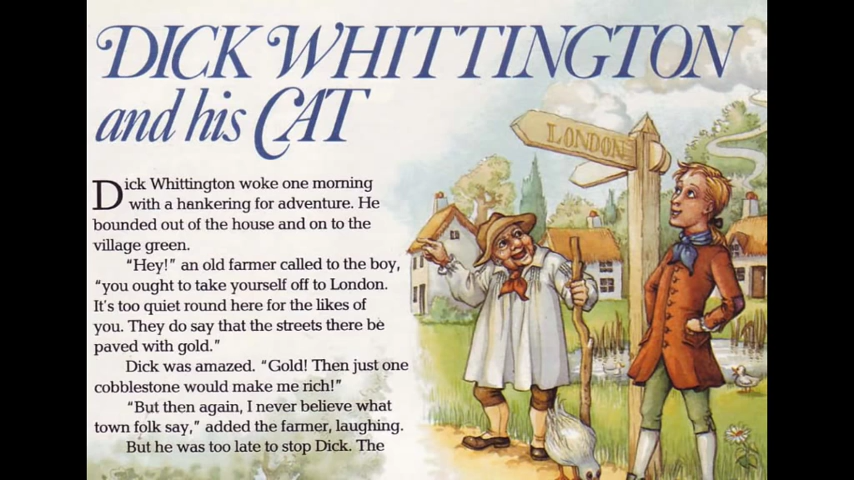 DICK WHITTINGTON
and his CAT
LONDON
Dick Whittington woke one morning
with a hankering for adventure. He
bounded out of the house and on to the
village green.
"Hey!" an old farmer called to the boy,
"you ought to take yourself off to London.
It's too quiet round here for the likes of
you. They do say that the streets there be
paved with gold."
Dick was amazed. "Gold! Then just one
cobblestone would make me rich!"
"But then again, I never believe what
town folk say," added the farmer, laughing.
But he was too late to stop Dick. The